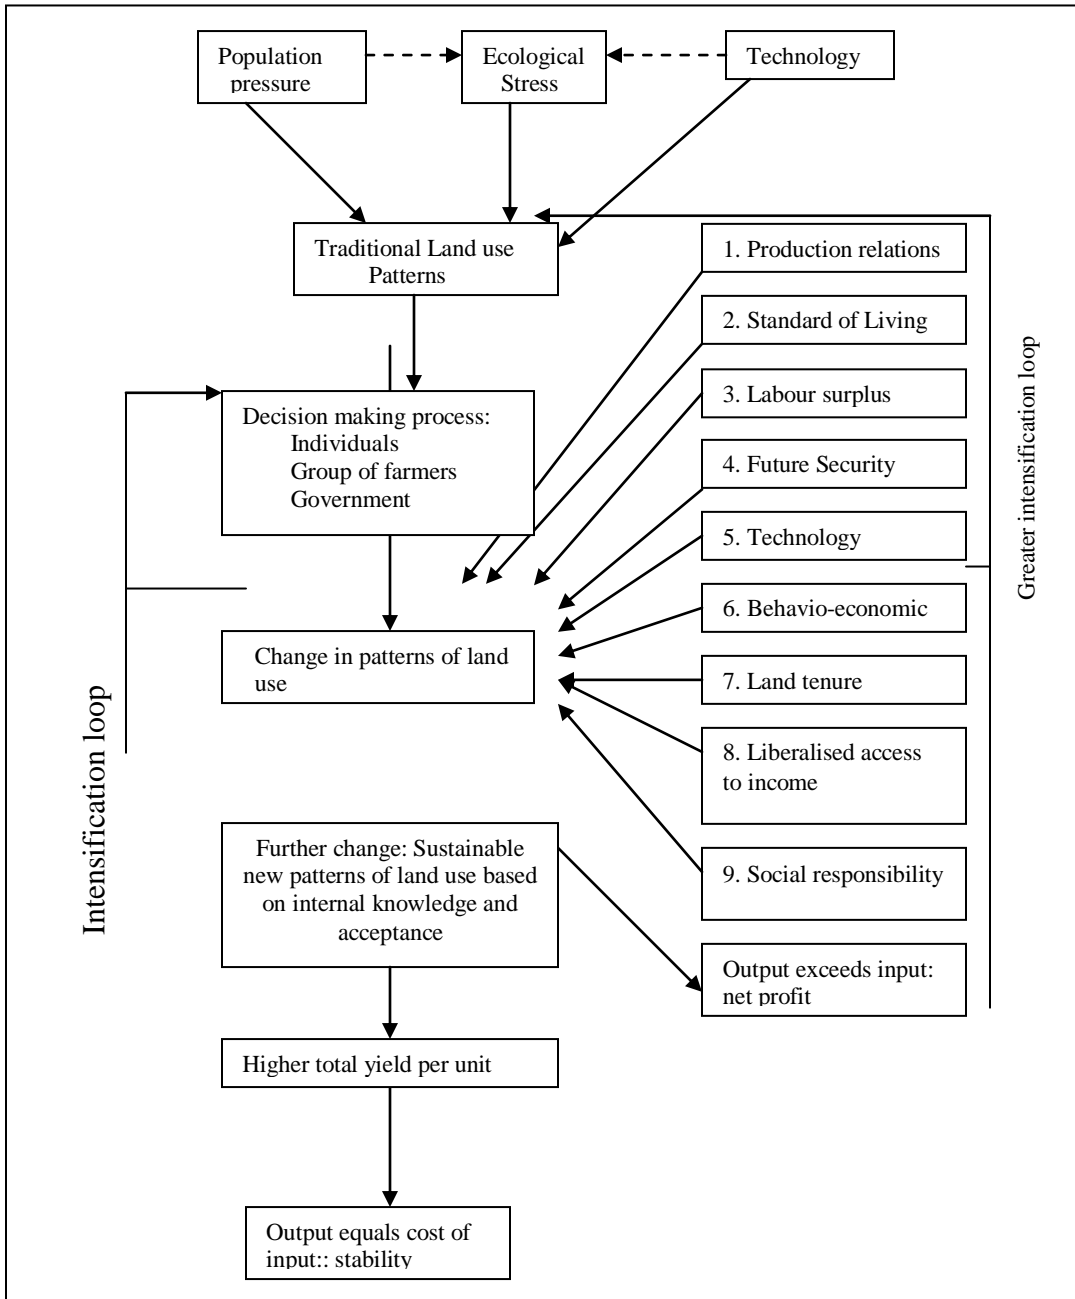 Population
pressure
Ecological
Stress
Technology
Traditional Land use
Patterns
1. Production relations
2. Standard of Living
3. Labour surplus
4. Future Security
5. Technology
6. Behavio-economic
7. Land tenure
8. Liberalised access
to income
9. Social responsibility
Output exceeds input:
net profit
Greater intensification loop
Decision making process:
Individuals
Group of farmers
Government
Change in patterns of land
use
Intensification loop
Further change: Sustainable
new patterns of land use based
on internal knowledge and
acceptance
Higher total yield per unit
Output equals cost of
input:: stability